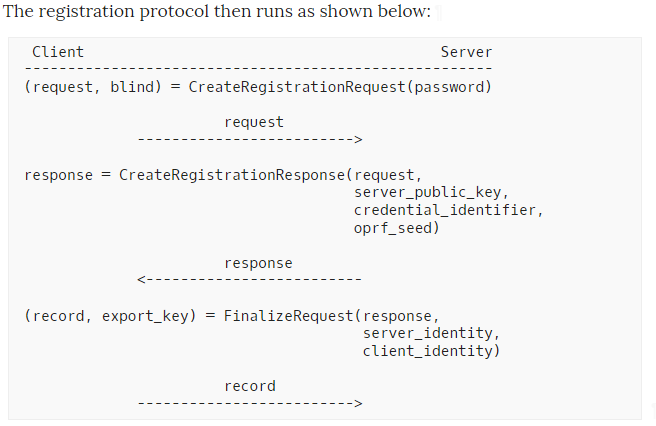 The registration protocol then runs as shown below: ¶
Client Server
------------------------------------------------------
(request, blind) = CreateRegistrationRequest(password)
request
------------------------->
response = CreateRegistrationResponse(request,
server_public_key,
credential_identifier,
oprf_seed)
response
<-------------------------
(record, export_key) = FinalizeRequest(response,
server_identity,
client_identity)
record
------------------------->